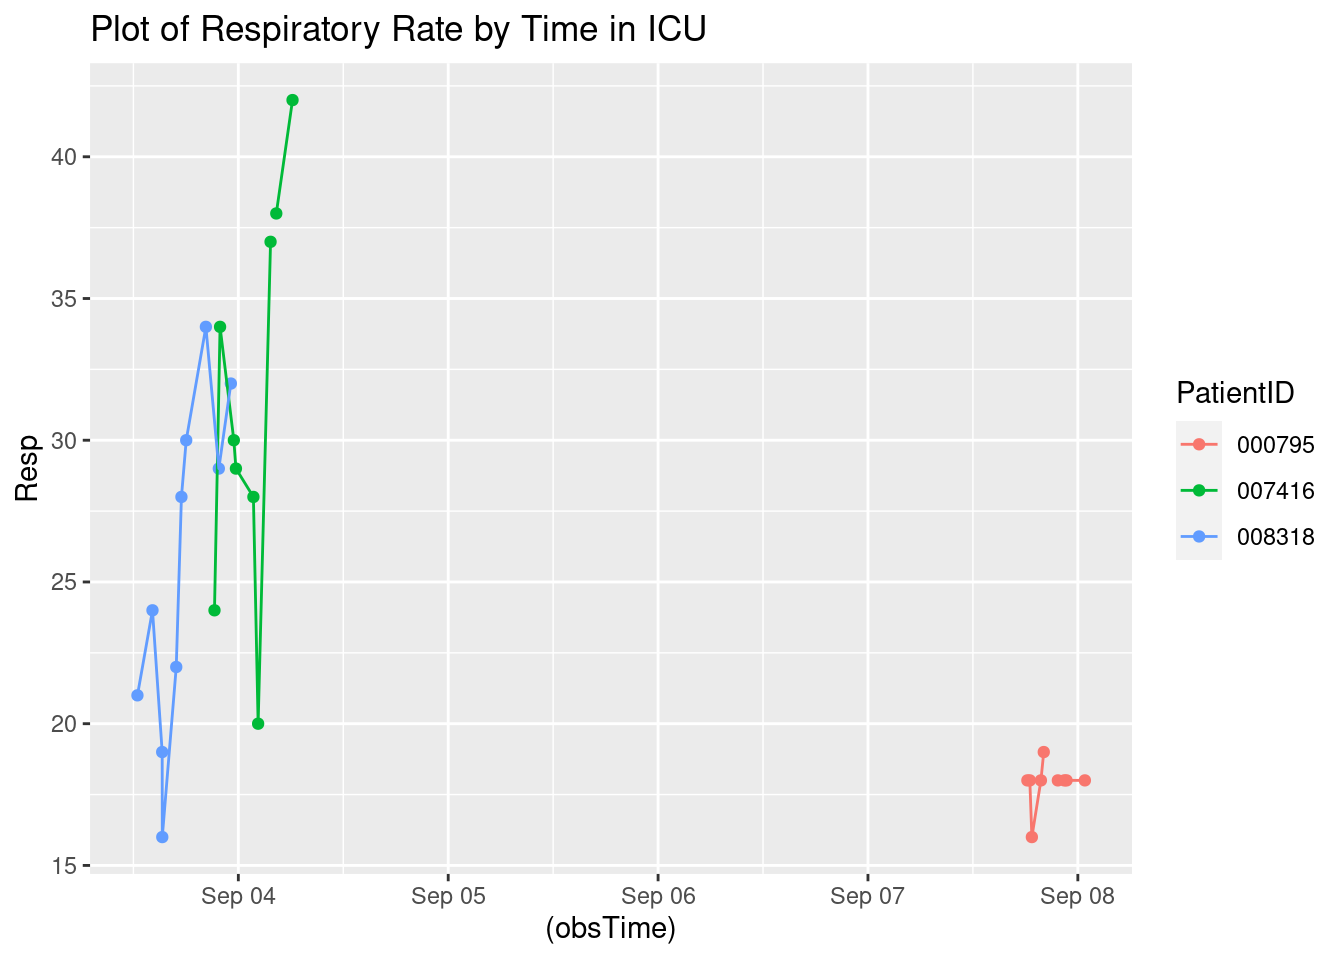 Plot of Respiratory Rate by Time in ICU
40
35
30
25
20
15
Resp
Sep 04 Sep 05 Sep 06 Sep 07 Sep 08
(obsTime)
PatientID
000795
007416
008318